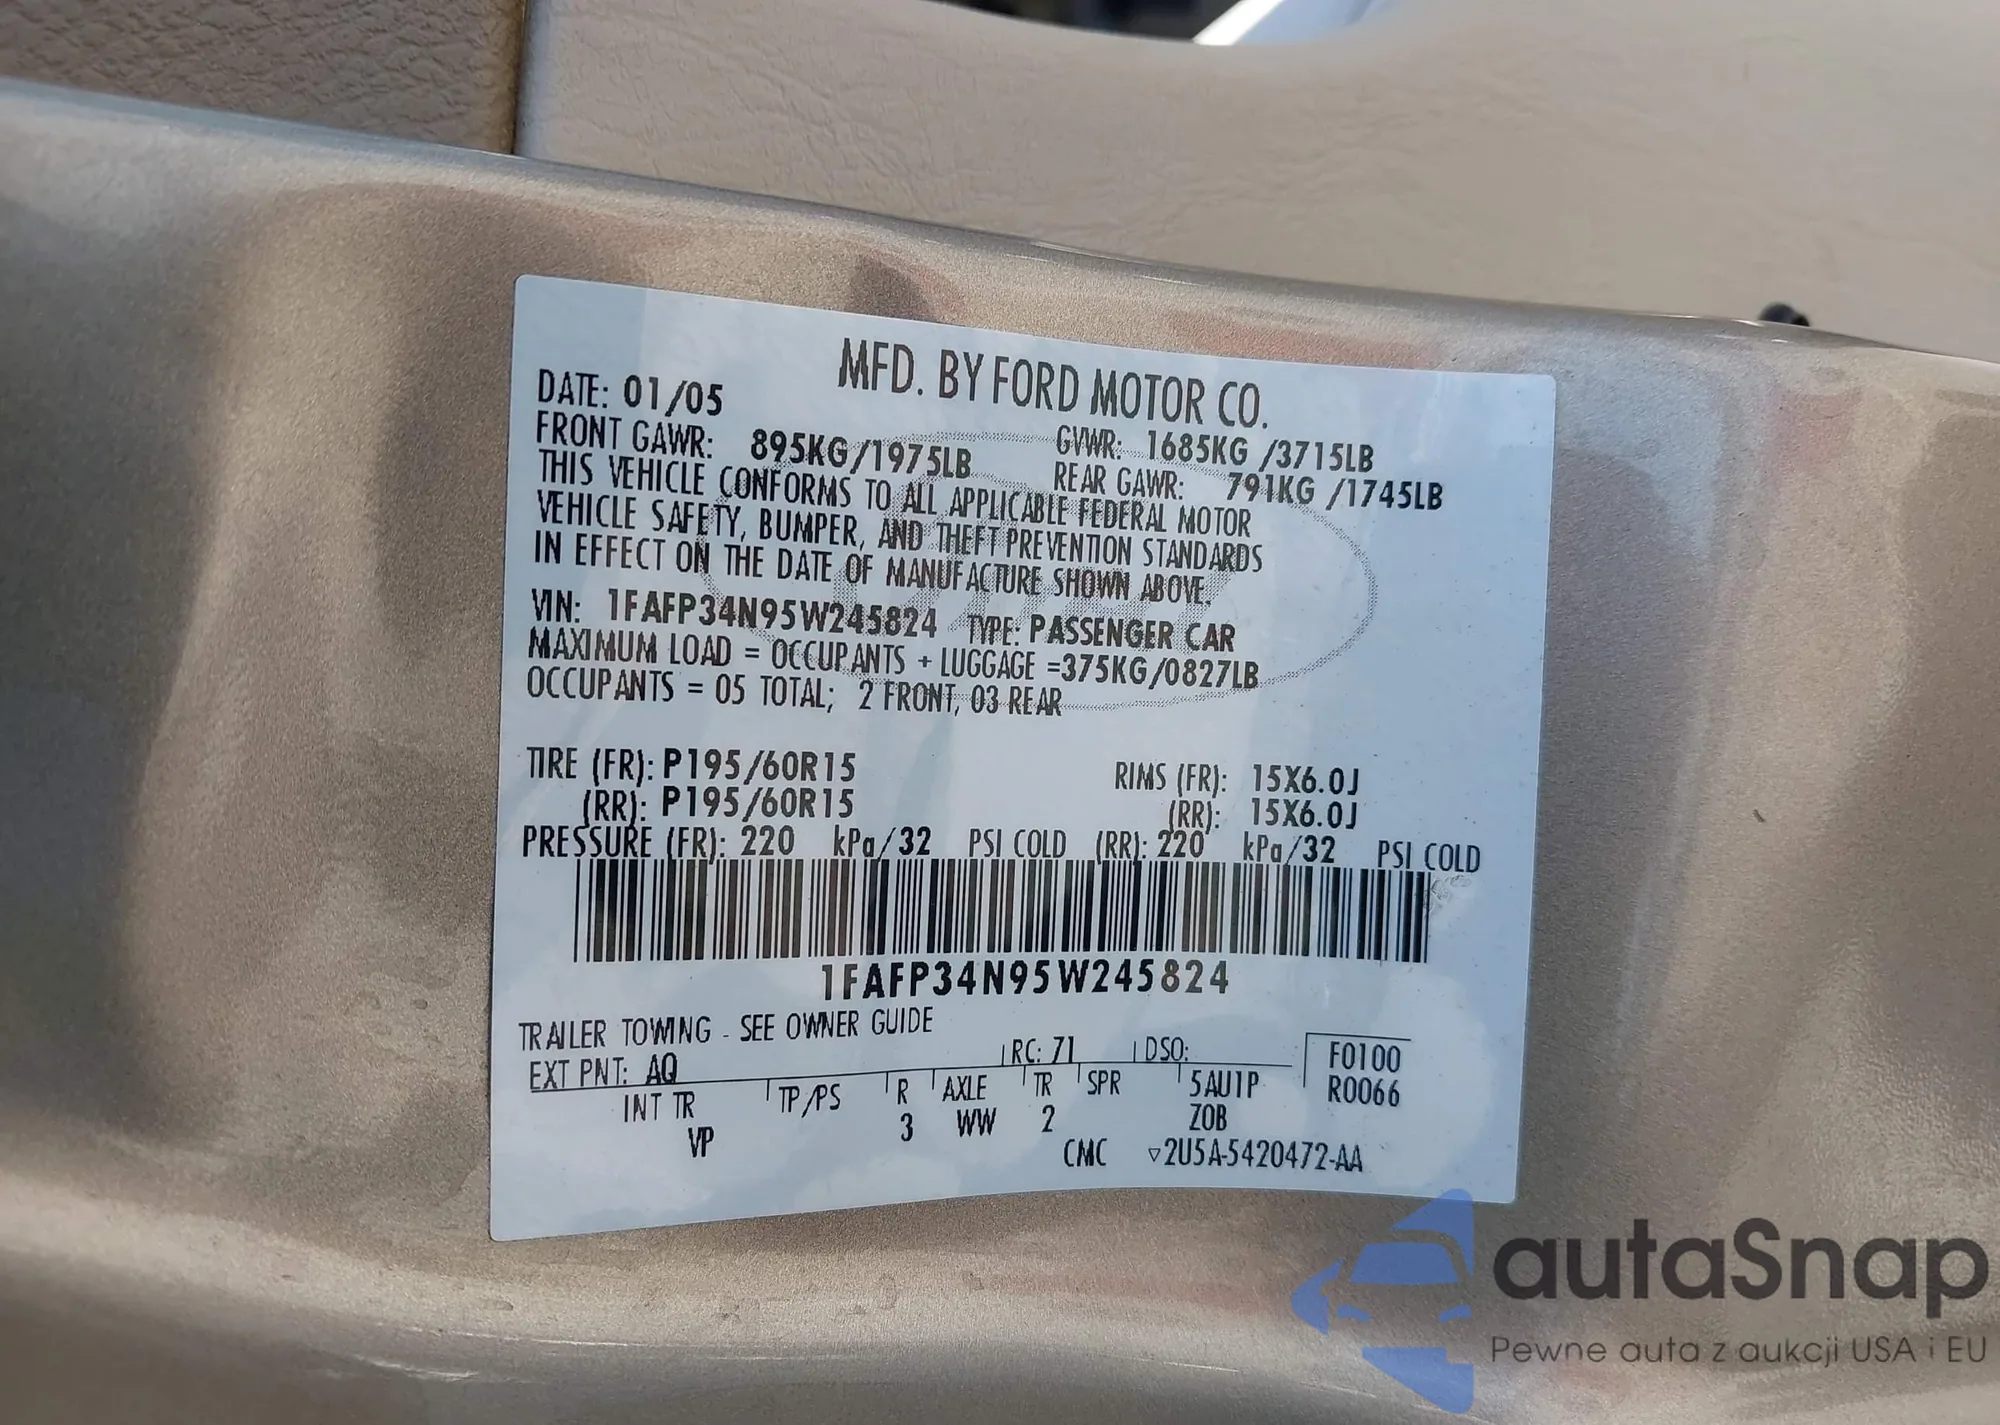 MFD. BY FORD MOTOR CO.
DATE: 01/05
GVWR: 1685KG /3715LB
FRONT GAWR: 895KG/1975LB
REAR GAWR: 791KG /1745LB
THIS VEHICLE CONFORMS TO ALL APPLICABLE FEDERAL MOTOR
VEHICLE SAFETY, BUMPER, AND THEFT PREVENTION STANDARDS
IN EFFECT ON THE DATE OF MANUFACTURE SHOWN ABOVE.
VIN: 1FAFP34N95W245824 TYPE: PASSENGER CAR
MAXIMUM LOAD = OCCUPANTS + LUGGAGE =375KG/0827LB
OCCUPANTS = 05 TOTAL; 2 FRONT, 03 REAR
TIRE (FR): P195/60R15 RIMS (FR): 15X6.0J
(RR): P195/60R15 (RR): 15X6.0J
PRESSURE (FR): 220 kPa/32 PSI COLD (RR): 220 kPa/32 PSI COLD
1FAFP34N95W245824
TRAILER TOWING - SEE OWNER GUIDE
EXT PNT: AQ RC: 71 DSO: F0100
INT TR TP/PS R AXLE TR SPR 5AU1P R0066
VP 3 WW 2 ZOB
CMC ▽2U5A-5420472-AA
autaSnap
Pewne auta z aukcji USA i EU